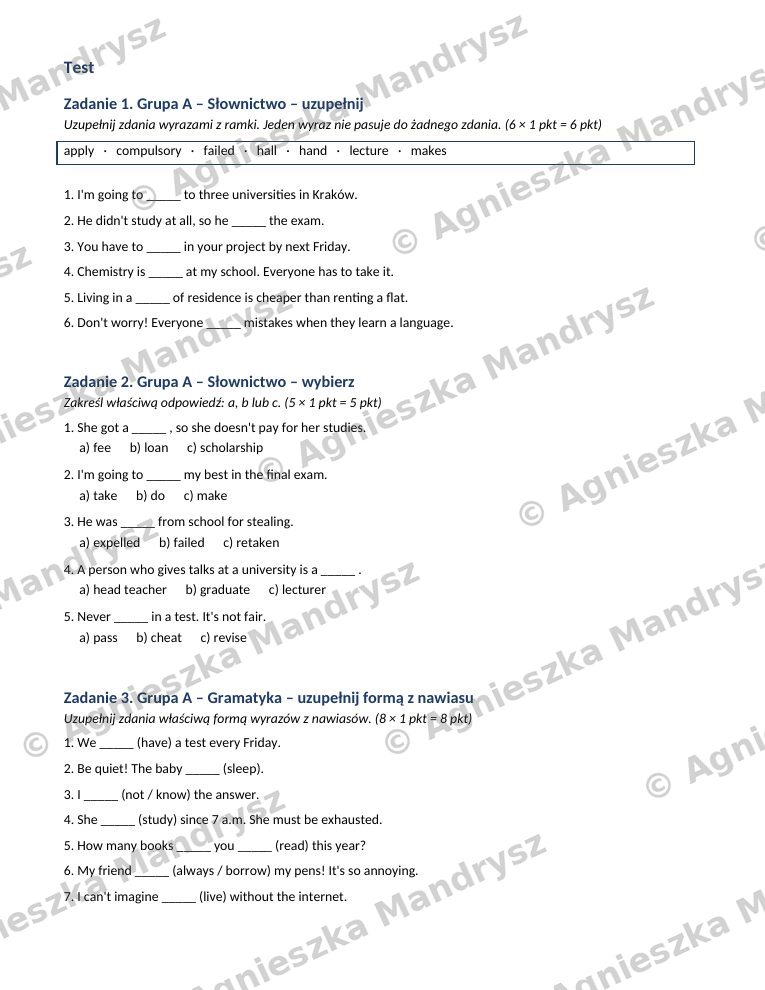 Test
Zadanie 1. Grupa A – Słownictwo – uzupełnij
Uzupełnij zdania wyrazami z ramki. Jeden wyraz nie pasuje do żadnego zdania. (6 × 1 pkt = 6 pkt)
apply · compulsory · failed · hall · hand · lecture · makes
1. I'm going to _____ to three universities in Kraków.
2. He didn't study at all, so he _____ the exam.
3. You have to _____ in your project by next Friday.
4. Chemistry is _____ at my school. Everyone has to take it.
5. Living in a _____ of residence is cheaper than renting a flat.
6. Don't worry! Everyone _____ mistakes when they learn a language.
Zadanie 2. Grupa A – Słownictwo – wybierz
Zakreśl właściwą odpowiedź: a, b lub c. (5 × 1 pkt = 5 pkt)
1. She got a _____ , so she doesn't pay for her studies.
a) fee b) loan c) scholarship
2. I'm going to _____ my best in the final exam.
a) take b) do c) make
3. He was _____ from school for stealing.
a) expelled b) failed c) retaken
4. A person who gives talks at a university is a _____ .
a) head teacher b) graduate c) lecturer
5. Never _____ in a test. It's not fair.
a) pass b) cheat c) revise
Zadanie 3. Grupa A – Gramatyka – uzupełnij formą z nawiasu
Uzupełnij zdania właściwą formą wyrazów z nawiasów. (8 × 1 pkt = 8 pkt)
1. We _____ (have) a test every Friday.
2. Be quiet! The baby _____ (sleep).
3. I _____ (not / know) the answer.
4. She _____ (study) since 7 a.m. She must be exhausted.
5. How many books _____ you _____ (read) this year?
6. My friend _____ (always / borrow) my pens! It's so annoying.
7. I can't imagine _____ (live) without the internet.
© Agnieszka Mandrysz